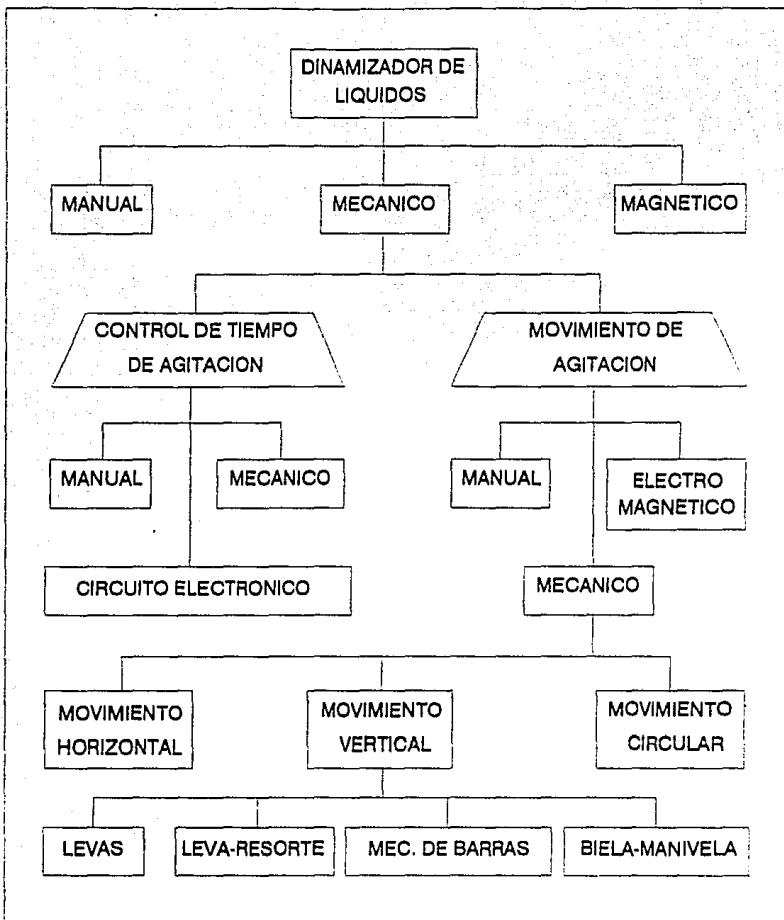 DINAMIZADOR DE
LIQUIDOS
MANUAL
MECANICO
MAGNETICO
CONTROL DE TIEMPO
DE AGITACION
MOVIMIENTO DE
AGITACION
MANUAL
MECANICO
MANUAL
ELECTRO
MAGNETICO
CIRCUITO ELECTRONICO
MECANICO
MOVIMIENTO
HORIZONTAL
MOVIMIENTO
VERTICAL
MOVIMIENTO
CIRCULAR
LEVAS
LEVA-RESORTE
MEC. DE BARRAS
BIELA-MANIVELA